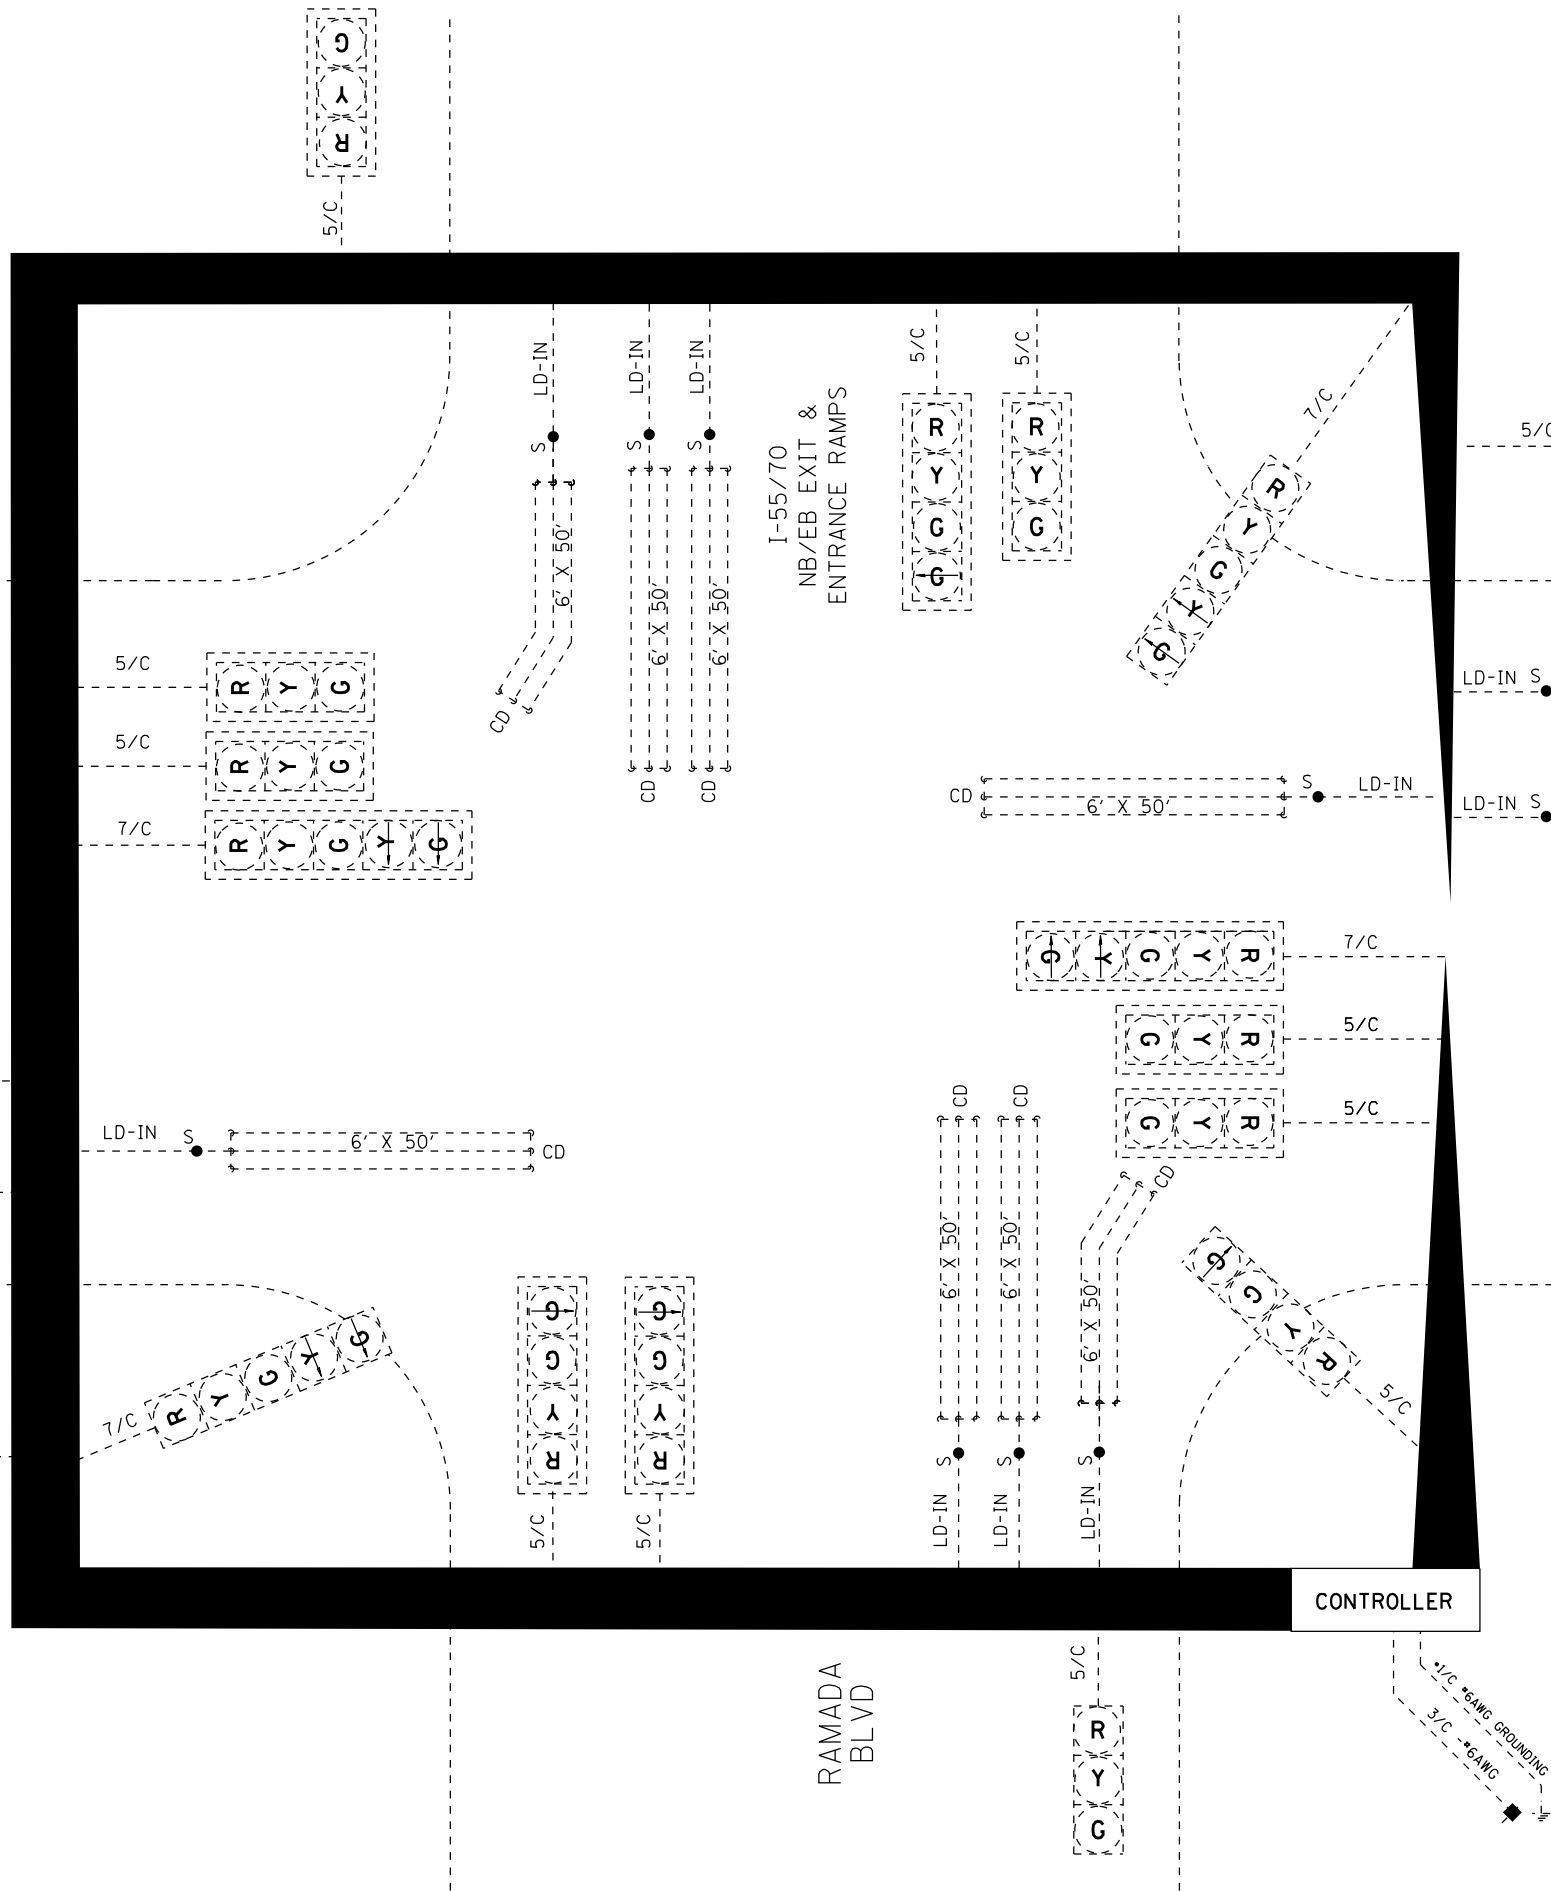 G
Y
R
5/C
LD-IN
LD-IN
LD-IN
S
S
S
6' X 50'
6' X 50'
6' X 50'
CD
CD
CD
I-55/70
NB/EB EXIT &
ENTRANCE RAMPS
5/C
R
Y
G
G
5/C
R
Y
G
7/C
R
Y
G
Y
G
5/C
5/C
R Y G
5/C
R Y G
7/C
R Y G Y G
LD-IN S
CD
6' X 50'
S
LD-IN
LD-IN S
G Y G Y R
7/C
G Y R
5/C
G Y R
5/C
LD-IN
S
6' X 50'
CD
CD
CD
CD
6' X 50'
6' X 50'
6' X 50'
S
S
S
LD-IN
LD-IN
LD-IN
G
G
Y
R
5/C
7/C
R Y G Y G
G
G
Y
R
5/C
G
G
Y
R
5/C
CONTROLLER
RAMADA
BLVD
5/C
R
Y
G
1/C #6AWG GROUNDING
3/C -#6AWG